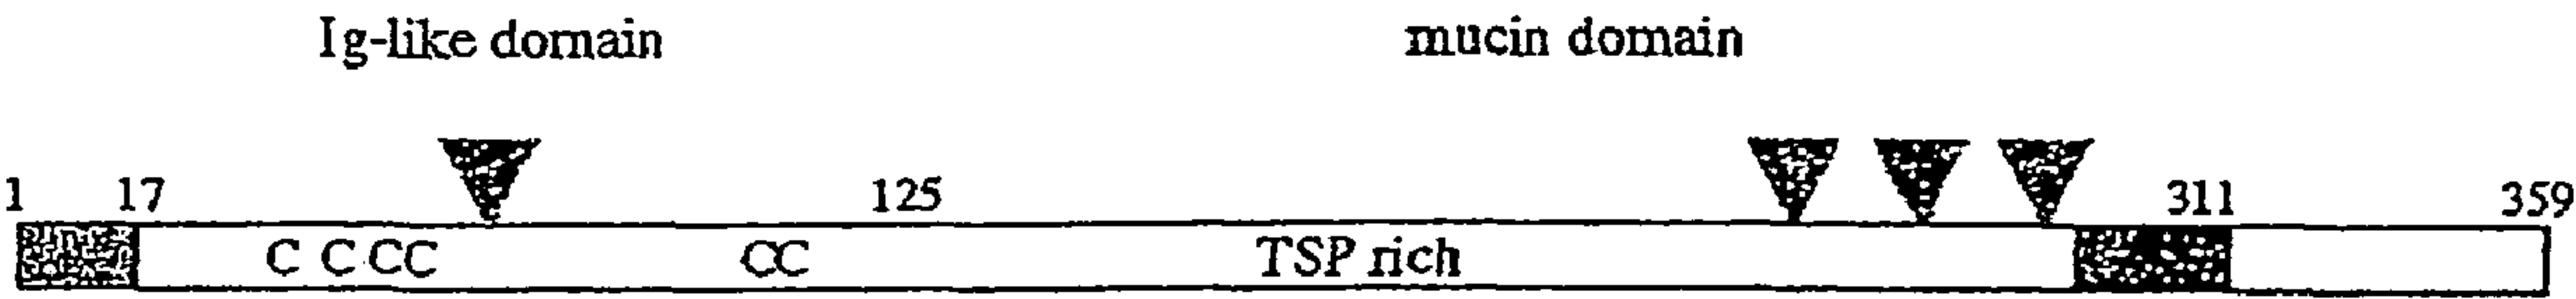 Ig-like domain mucin domain
1 17 125 311 359
C C CC CC TSP rich